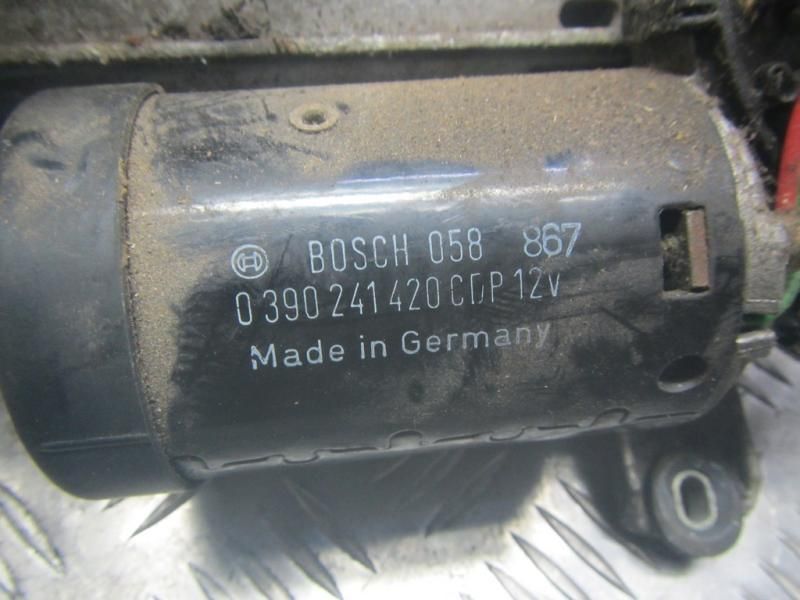 BOSCH 058 867
0 390 241 420 CDP 12V
Made in Germany